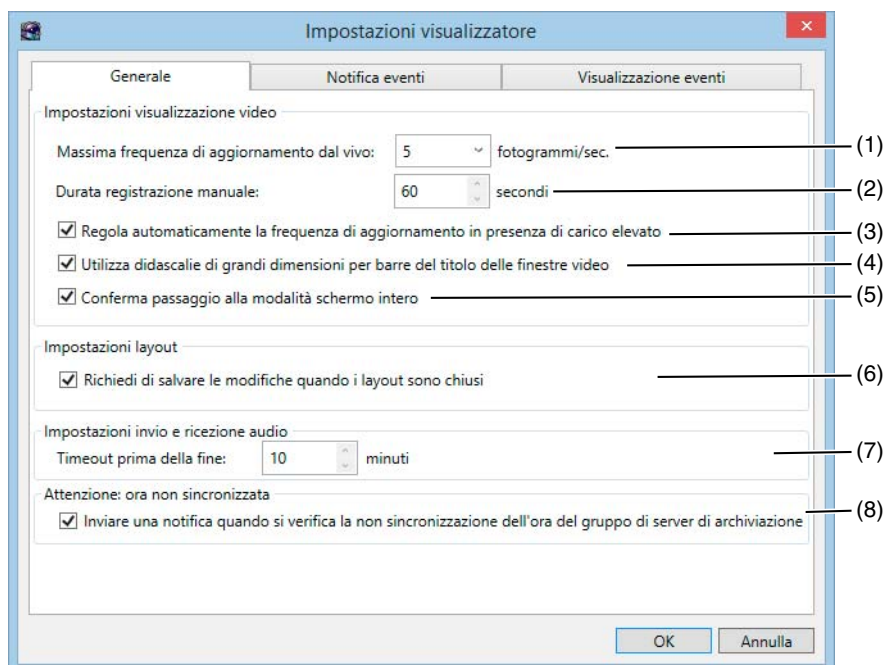 Impostazioni visualizzatore
Generale Notifica eventi Visualizzazione eventi
Impostazioni visualizzazione video
Massima frequenza di aggiornamento dal vivo: 5 fotogrammi/sec. (1)
Durata registrazione manuale: 60 secondi (2)
Regola automaticamente la frequenza di aggiornamento in presenza di carico elevato (3)
Utilizza didascalie di grandi dimensioni per barre del titolo delle finestre video (4)
Conferma passaggio alla modalità schermo intero (5)
Impostazioni layout
Richiedi di salvare le modifiche quando i layout sono chiusi (6)
Impostazioni invio e ricezione audio
Timeout prima della fine: 10 minuti (7)
Attenzione: ora non sincronizzata
Inviare una notifica quando si verifica la non sincronizzazione dell'ora del gruppo di server di archiviazione (8)
OK Annulla